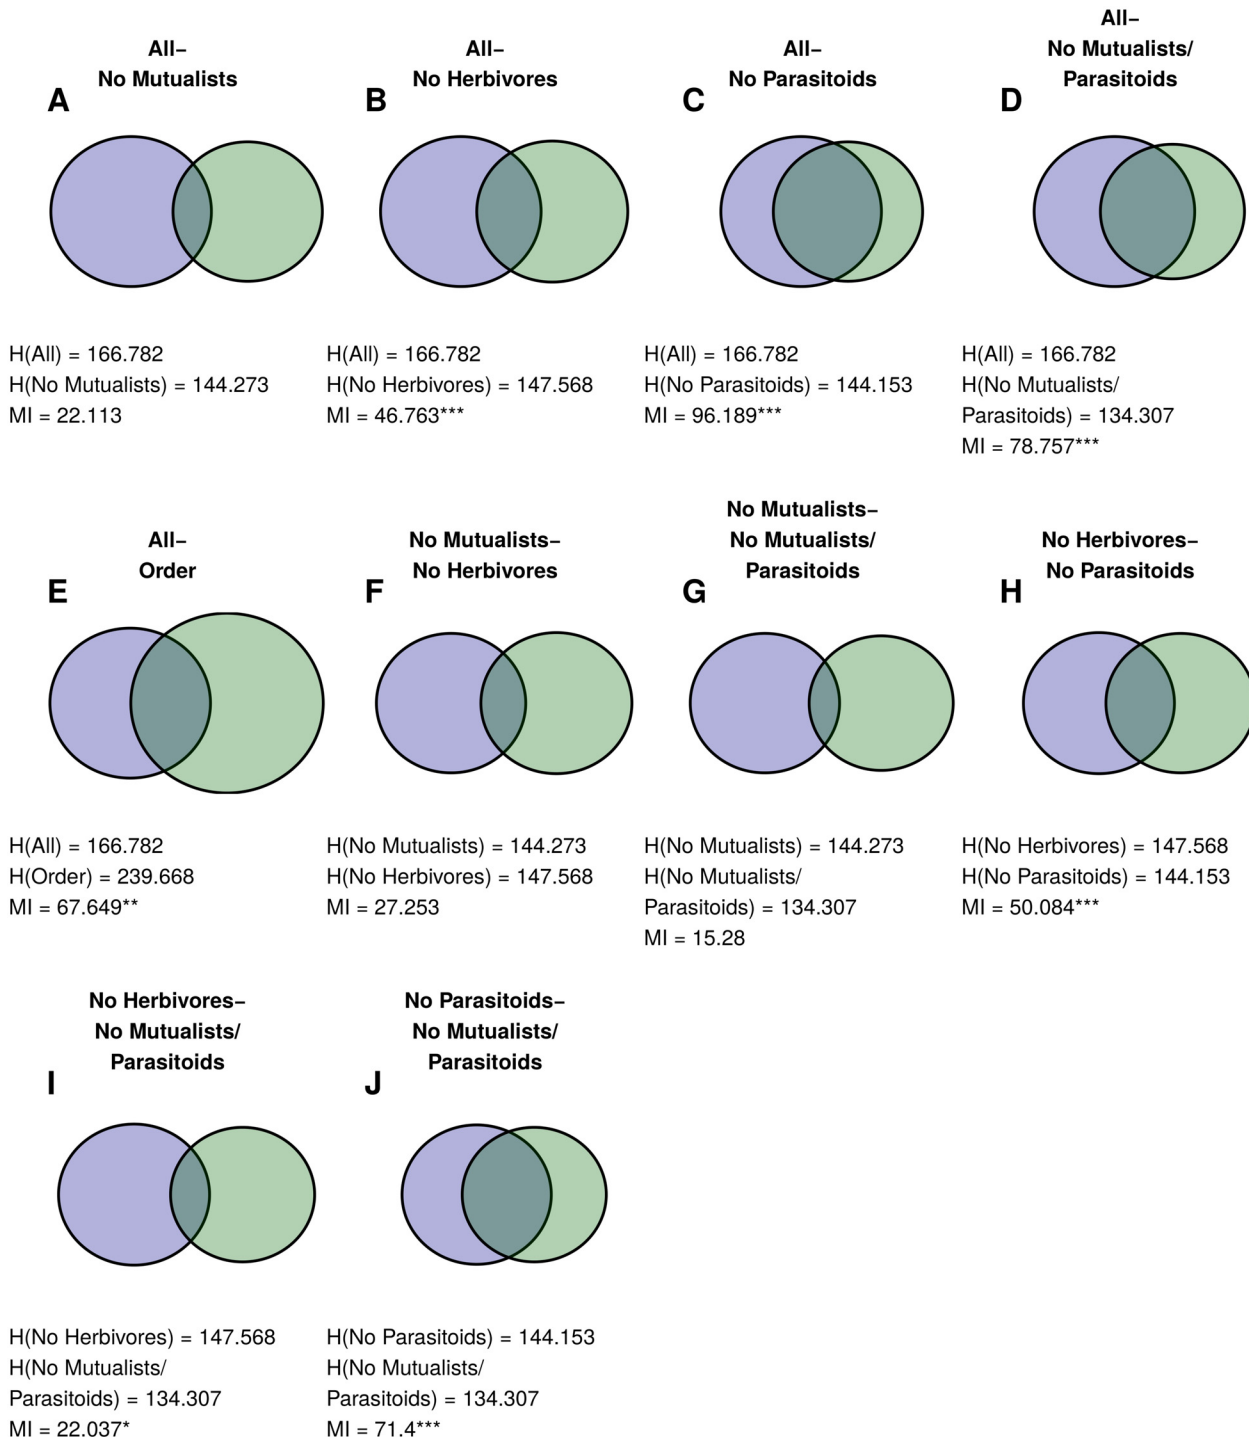 All–
No Mutualists
A
All–
No Herbivores
B
All–
No Parasitoids
C
All–
No Mutualists/
Parasitoids
D
H(All) = 166.782
H(No Mutualists) = 144.273
MI = 22.113
H(All) = 166.782
H(No Herbivores) = 147.568
MI = 46.763***
H(All) = 166.782
H(No Parasitoids) = 144.153
MI = 96.189***
H(All) = 166.782
H(No Mutualists/
Parasitoids) = 134.307
MI = 78.757***
All–
Order
E
No Mutualists–
No Herbivores
F
No Mutualists–
No Mutualists/
Parasitoids
G
No Herbivores–
No Parasitoids
H
H(All) = 166.782
H(Order) = 239.668
MI = 67.649**
H(No Mutualists) = 144.273
H(No Herbivores) = 147.568
MI = 27.253
H(No Mutualists) = 144.273
H(No Mutualists/
Parasitoids) = 134.307
MI = 15.28
H(No Herbivores) = 147.568
H(No Parasitoids) = 144.153
MI = 50.084***
No Herbivores–
No Mutualists/
Parasitoids
I
No Parasitoids–
No Mutualists/
Parasitoids
J
H(No Herbivores) = 147.568
H(No Mutualists/
Parasitoids) = 134.307
MI = 22.037*
H(No Parasitoids) = 144.153
H(No Mutualists/
Parasitoids) = 134.307
MI = 71.4***